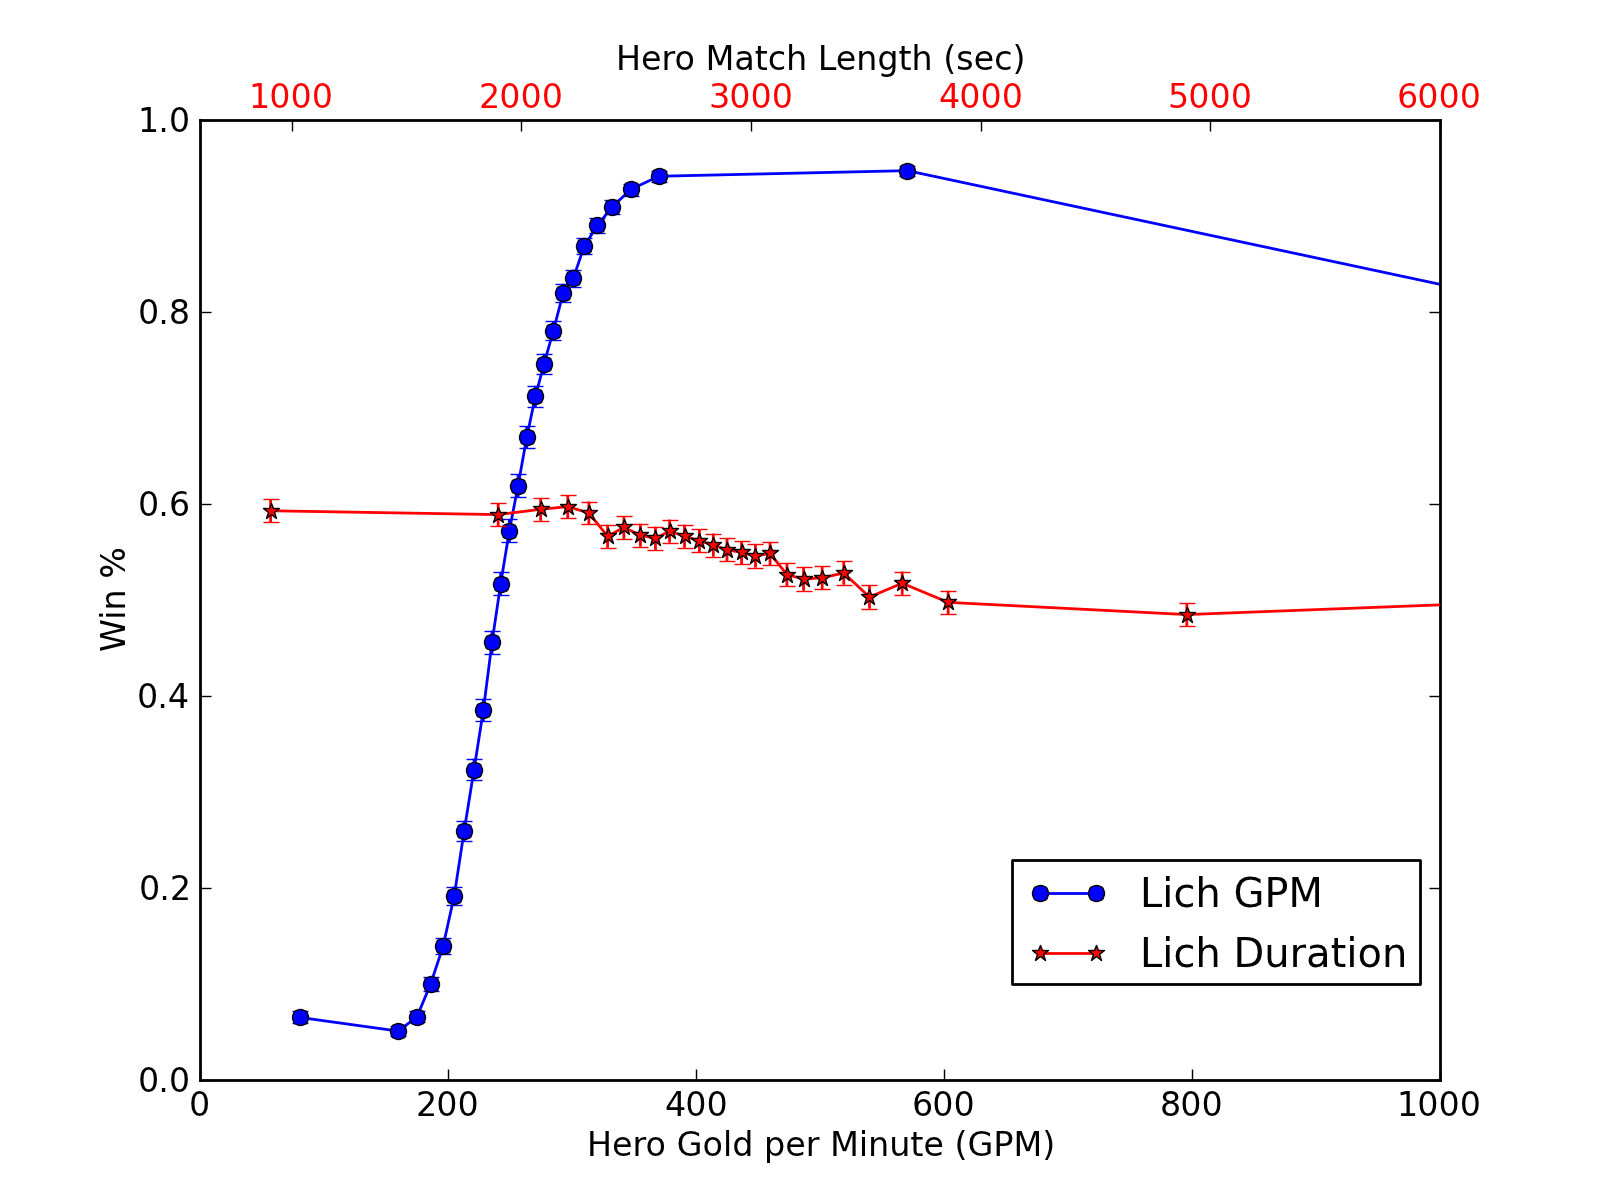 Hero Match Length (sec)
1000 2000 3000 4000 5000 6000
1.0
0.8
0.6
0.4
0.2
0.0
Win %
Lich GPM
Lich Duration
0 200 400 600 800 1000
Hero Gold per Minute (GPM)